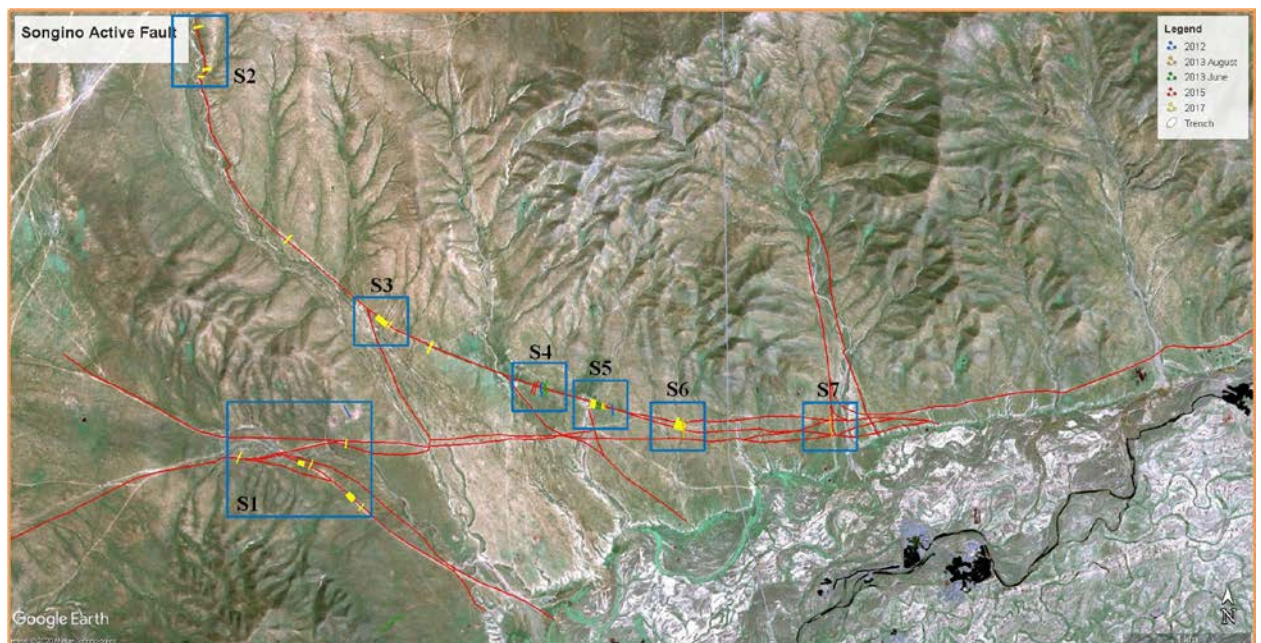 Songino Active Fault
S2
Legend
2012
2013 August
2013 June
2015
2017
Trench
S3
S4
S5
S6
S7
S1
Google Earth
N